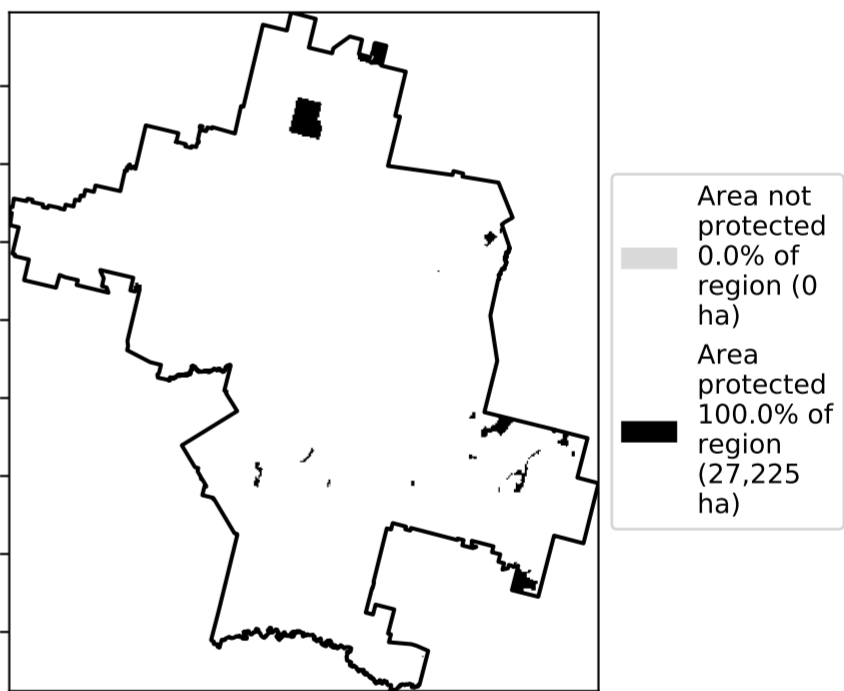 Area not
protected
0.0% of
region (0
ha)
Area
protected
100.0% of
region
(27,225
ha)